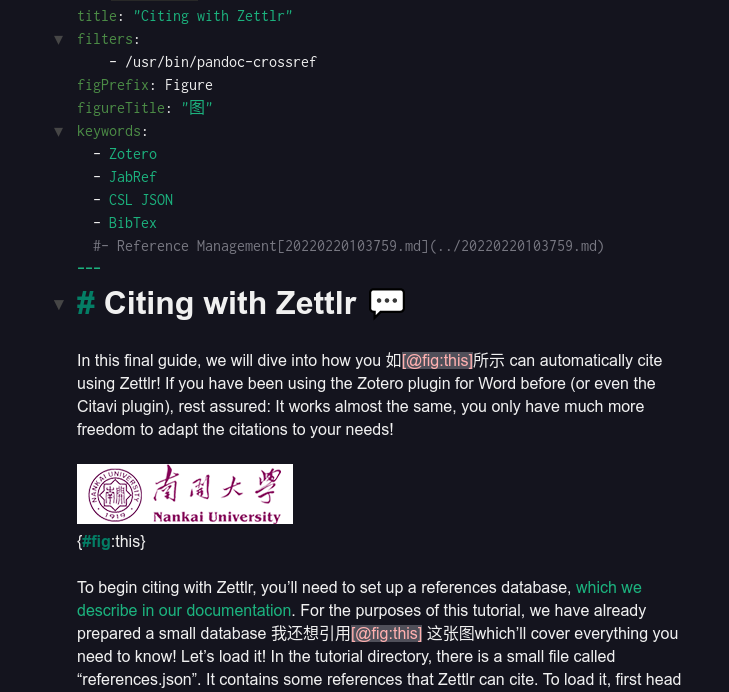 title: "Citing with Zettlr"
filters:
- /usr/bin/pandoc-crossref
figPrefix: Figure
figureTitle: "图"
keywords:
- Zotero
- JabRef
- CSL JSON
- BibTex
#- Reference Management[20220220103759.md](../20220220103759.md)
---
# Citing with Zettlr 💬
In this final guide, we will dive into how you 如[@fig:this]所示 can automatically cite
using Zettlr! If you have been using the Zotero plugin for Word before (or even the
Citavi plugin), rest assured: It works almost the same, you only have much more
freedom to adapt the citations to your needs!
NANKAI UNIVERSITY
1919
南開大學
Nankai University
{#fig:this}
To begin citing with Zettlr, you’ll need to set up a references database, which we
describe in our documentation. For the purposes of this tutorial, we have already
prepared a small database 我还想引用[@fig:this] 这张图which’ll cover everything you
need to know! Let’s load it! In the tutorial directory, there is a small file called
“references.json”. It contains some references that Zettlr can cite. To load it, first head